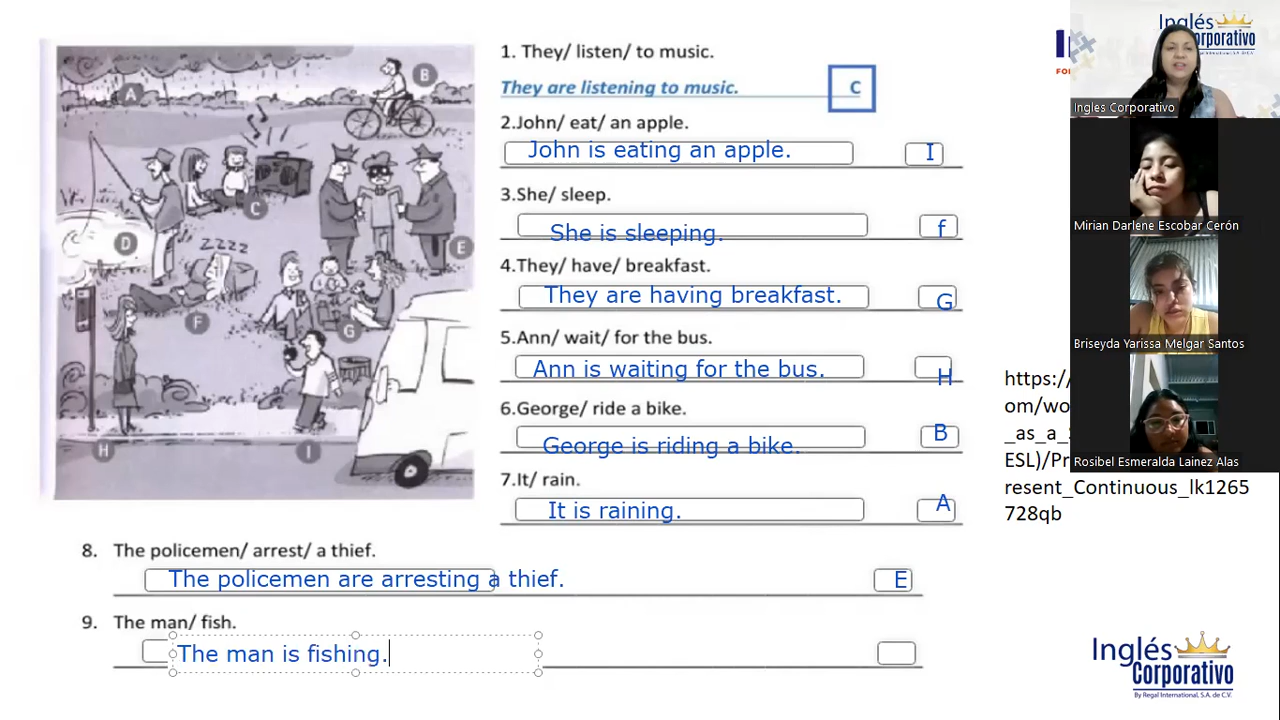 1. They/ listen/ to music.
They are listening to music. C
2.John/ eat/ an apple.
John is eating an apple. I
3.She/ sleep.
She is sleeping. f
4.They/ have/ breakfast.
They are having breakfast. G
5.Ann/ wait/ for the bus.
Ann is waiting for the bus. H
6.George/ ride a bike.
George is riding a bike. B
7.It/ rain.
It is raining. A
8. The policemen/ arrest/ a thief.
The policemen are arresting a thief. E
9. The man/ fish.
The man is fishing.
A
B
C
D
E
ZZZZ
F
G
H
I
https:/
om/wo
_as_a_
ESL)/Pr
resent_Continuous_lk1265
728qb
Inglés
Corporativo
Ingles Corporativo
Mirian Darlene Escobar Cerón
Briseyda Yarissa Melgar Santos
Rosibel Esmeralda Lainez Alas
Inglés
Corporativo
By Regal International, S.A. de C.V.